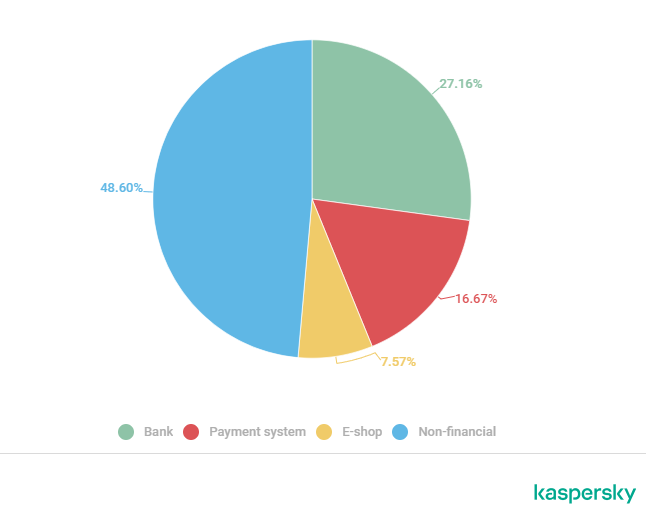 27.16%
48.60%
16.67%
7.57%
Bank Payment system E-shop Non-financial
kaspersky